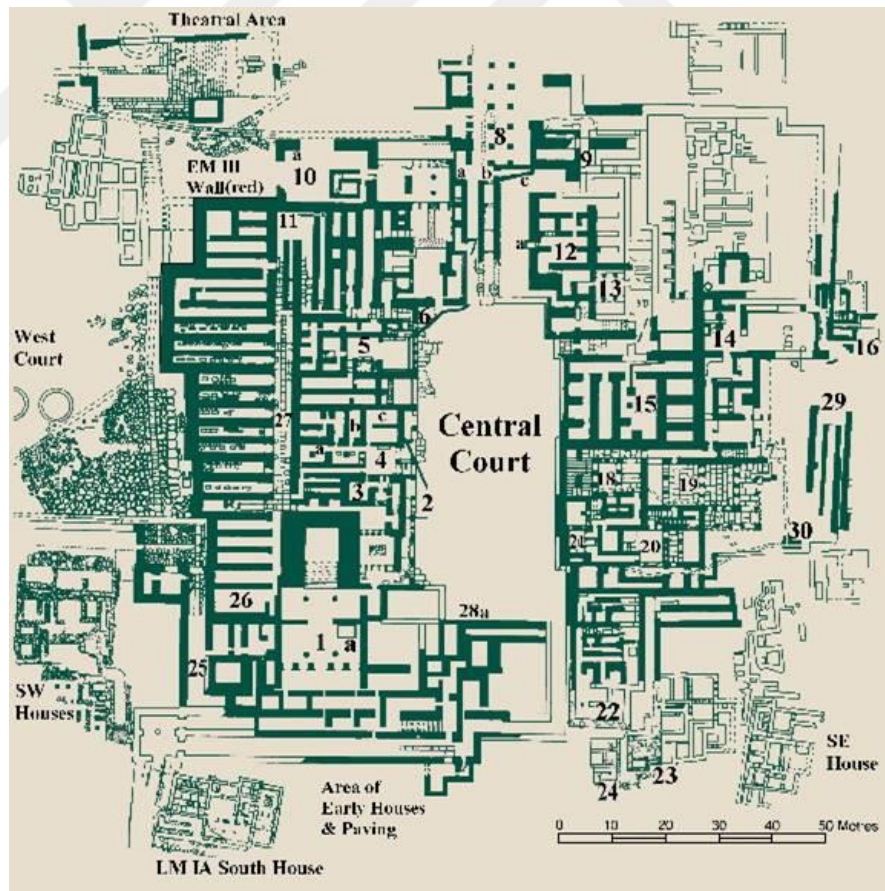 Theatral Area
8
9
EM III
Wall(red)
a
10
a
b
c
11
a
12
13
6
14
16
West
Court
5
27
b
c
a
4
3
2
Central
Court
15
29
18
19
21
20
30
26
1
a
28a
25
SW
Houses
22
23
24
SE
House
Area of
Early Houses
& Paving
0 10 20 30 40 50 Metres
LM IA South House